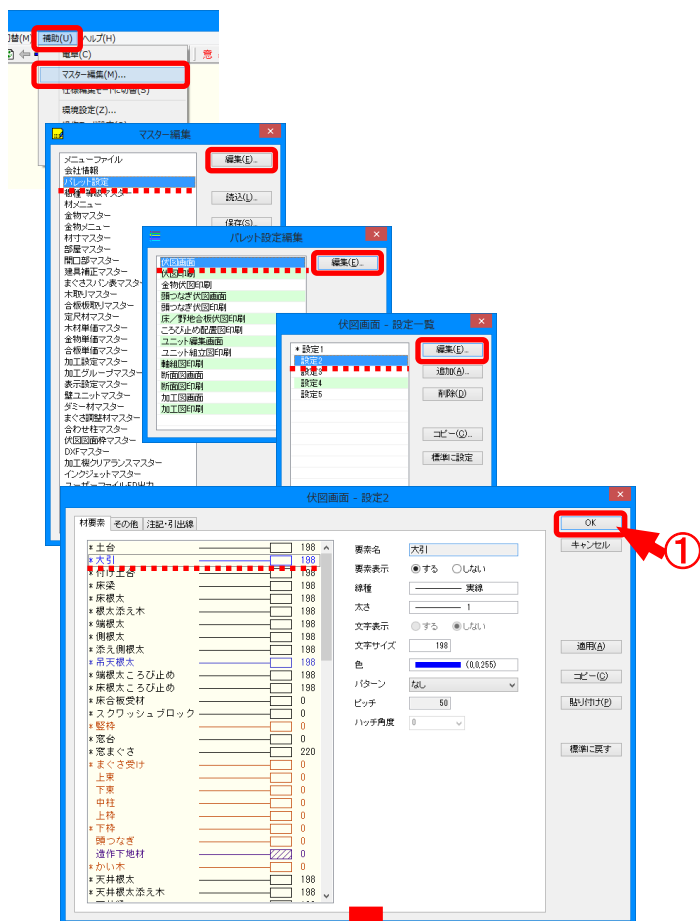 切替(M)
補助(U)
ヘルプ(H)
電卓(C)
意
マスター編集(M)...
仕様編集モードに切替(S)
環境設定(Z)...
マスター編集
メニューファイル
会社情報
パレット設定
樹種・等級マスター
材メニュー
金物マスター
金物メニュー
材寸マスター
部屋マスター
開口部マスター
建具補正マスター
まぐさスパン表マスター
木取りマスター
合板板取りマスター
定尺材マスター
木材単価マスター
金物単価マスター
合板単価マスター
加工設定マスター
加工グループマスター
表示設定マスター
壁ユニットマスター
ダミー材マスター
まぐさ調整材マスター
合わせ柱マスター
伏図図面枠マスター
DXFマスター
加工機クリアランスマスター
インクジェットマスター
編集(E)...
読込(L)...
保存(S)...
パレット設定編集
伏図画面
伏図印刷
金物伏図印刷
頭つなぎ伏図画面
頭つなぎ伏図印刷
床/野地合板伏図印刷
ころび止め配置図印刷
ユニット編集画面
ユニット組立図印刷
軸組図印刷
断面図画面
断面図印刷
加工図画面
加工図印刷
編集(E)...
伏図画面 - 設定一覧
* 設定1
設定2
設定3
設定4
設定5
編集(E)...
追加(A)...
削除(D)
コピー(C)...
標準に設定
伏図画面 - 設定2
材要素 その他 注記・引出線
* 土台 198
* 大引 198
* 付け土台 198
* 床梁 198
* 床根太 198
* 根太添え木 198
* 端根太 198
* 側根太 198
* 添え側根太 198
* 吊天根太 198
* 端根太ころび止め 198
* 床根太ころび止め 198
* 床合板受材 0
* スクワッシュブロック 0
* 竪枠 0
* 窓台 0
* 窓まぐさ 220
* まぐさ受け 0
上束 0
下束 0
中柱 0
上枠 0
* 下枠 0
頭つなぎ 0
造作下地材 0
* かい木 0
* 天井根太 198
* 天井根太添え木 198
要素名 大引
要素表示 する しない
線種 実線
太さ 1
文字表示 する しない
文字サイズ 198
色 (0,0,255)
パターン なし
ピッチ 50
ハッチ角度 0
OK
キャンセル
適用(A)
コピー(C)
貼り付け(P)
標準に戻す
①